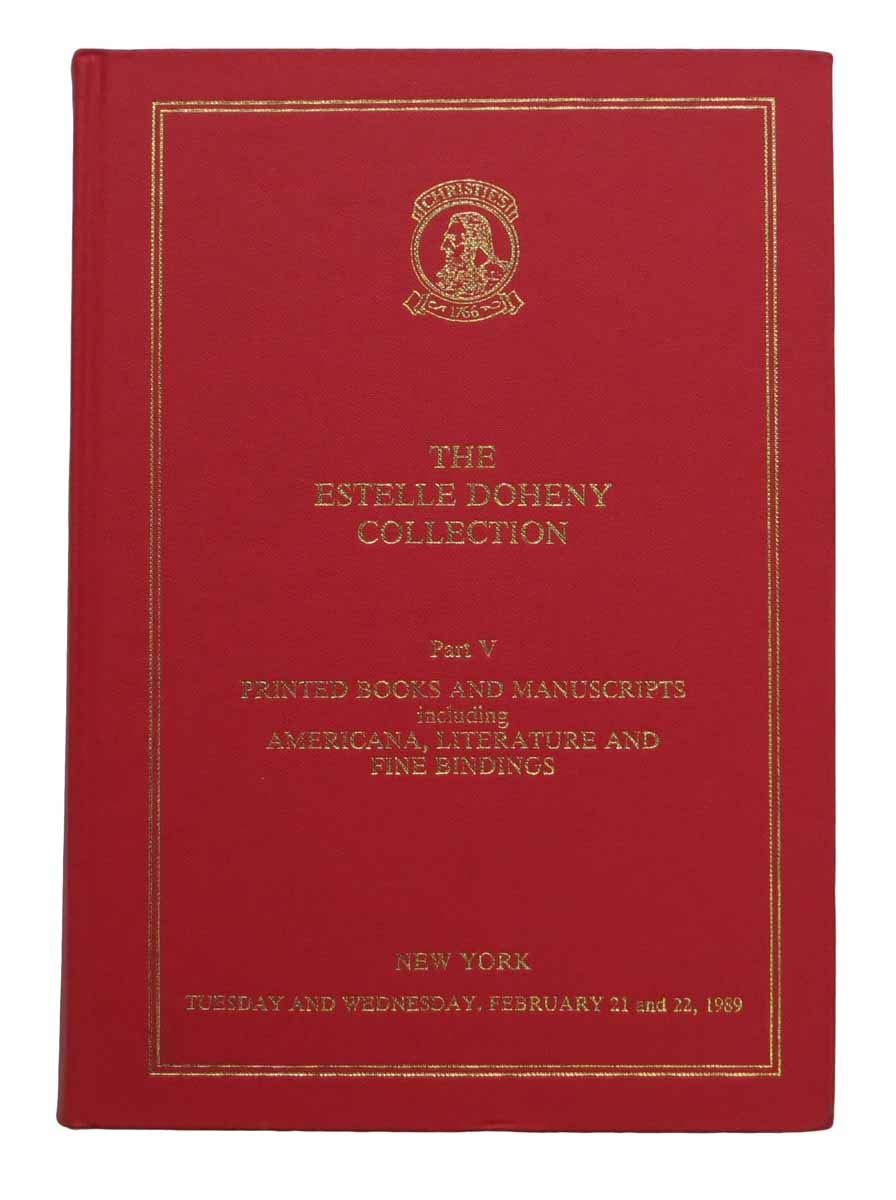 CHRISTIE'S
1766
THE
ESTELLE DOHENY
COLLECTION
Part V
PRINTED BOOKS AND MANUSCRIPTS
including
AMERICANA, LITERATURE AND
FINE BINDINGS
NEW YORK
TUESDAY AND WEDNESDAY, FEBRUARY 21 and 22, 1989